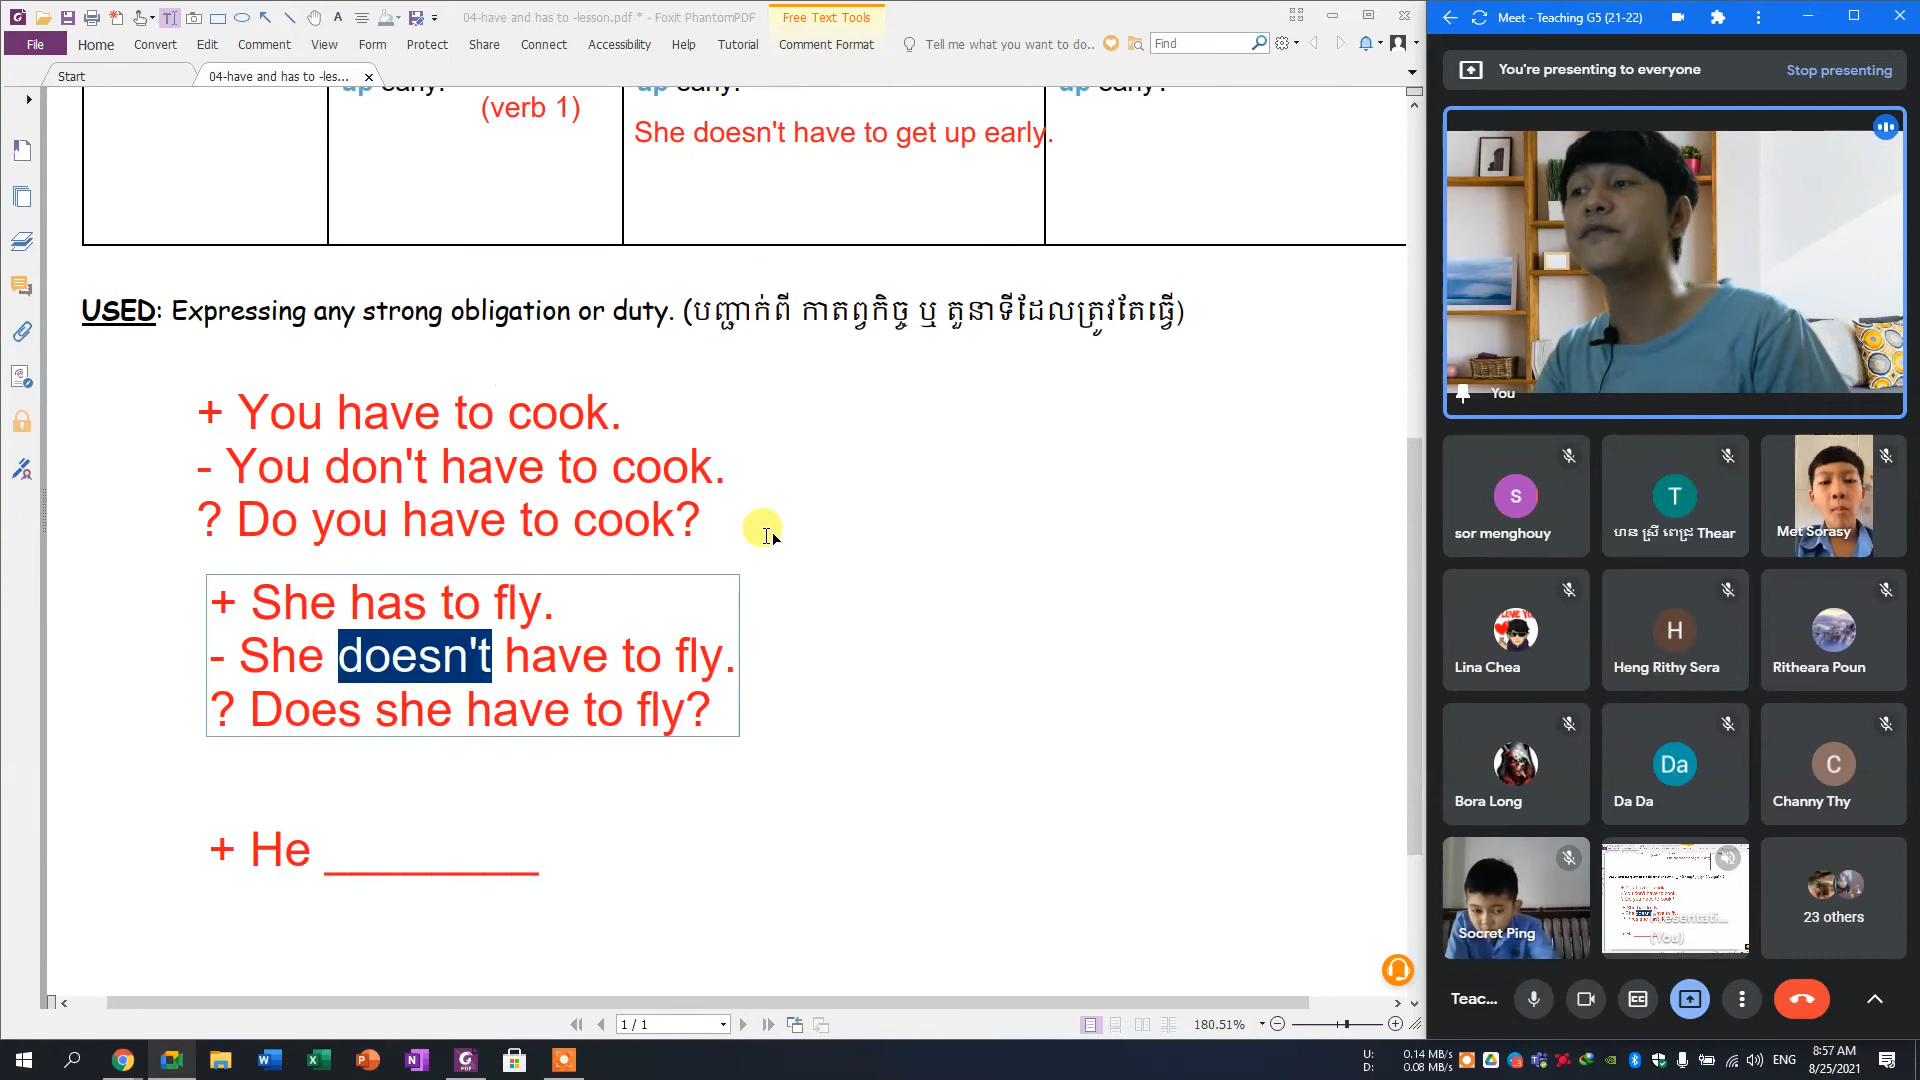 04-have and has to -lesson.pdf * - Foxit PhantomPDF
Free Text Tools
Meet - Teaching G5 (21-22)
File
Home
Convert
Edit
Comment
View
Form
Protect
Share
Connect
Accessibility
Help
Tutorial
Comment Format
Tell me what you want to do..
Find
You're presenting to everyone
Stop presenting
Start
04-have and has to -les...
(verb 1)
She doesn't have to get up early.
USED: Expressing any strong obligation or duty. (បញ្ជាក់ពី កាតព្វកិច្ច ឬ តួនាទីដែលត្រូវតែធ្វើ)
+ You have to cook.
- You don't have to cook.
? Do you have to cook?
+ She has to fly.
- She doesn't have to fly.
? Does she have to fly?
+ He ________
You
sor menghouy
ហន ស្រី ពេជ្រ Thear
Met Sorasy
Lina Chea
Heng Rithy Sera
Ritheara Poun
Bora Long
Da Da
Channy Thy
Socret Ping
(You)
23 others
Teac...
1 / 1
180.51%
U: 0.14 MB/s
D: 0.08 MB/s
ENG
8:57 AM
8/25/2021